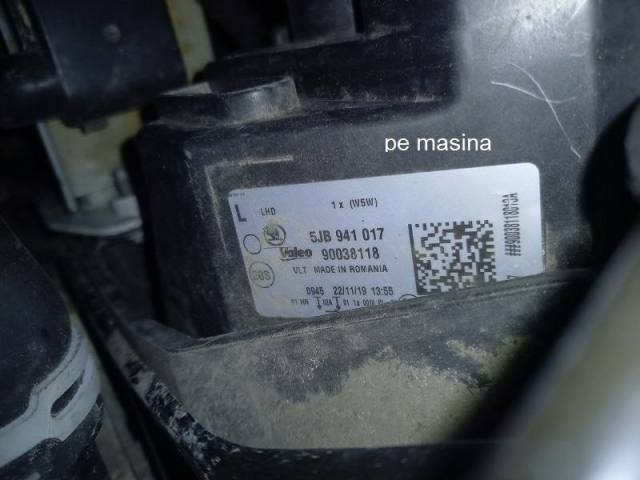 pe masina
L LHD 1 x (W5W)
5JB 941 017
Valeo 90038118
VLT MADE IN ROMANIA
0945 22/11/19 13:55